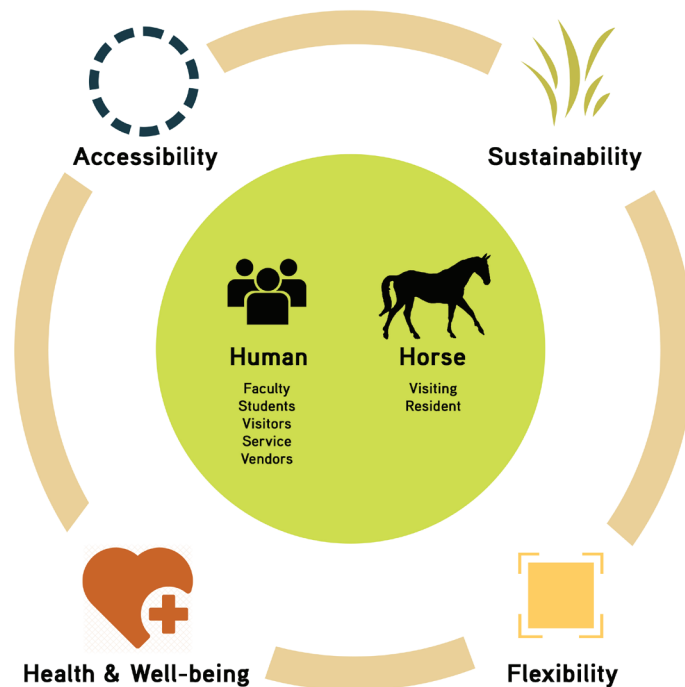 Accessibility
Sustainability
Human
Faculty
Students
Visitors
Service
Vendors
Horse
Visiting
Resident
Health & Well-being
Flexibility